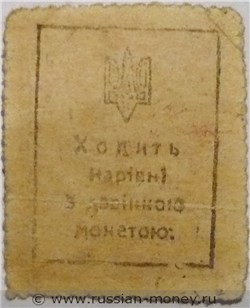 Ходить
нарівні
з дзвінкою
монетою.
© www.russian-money.ru